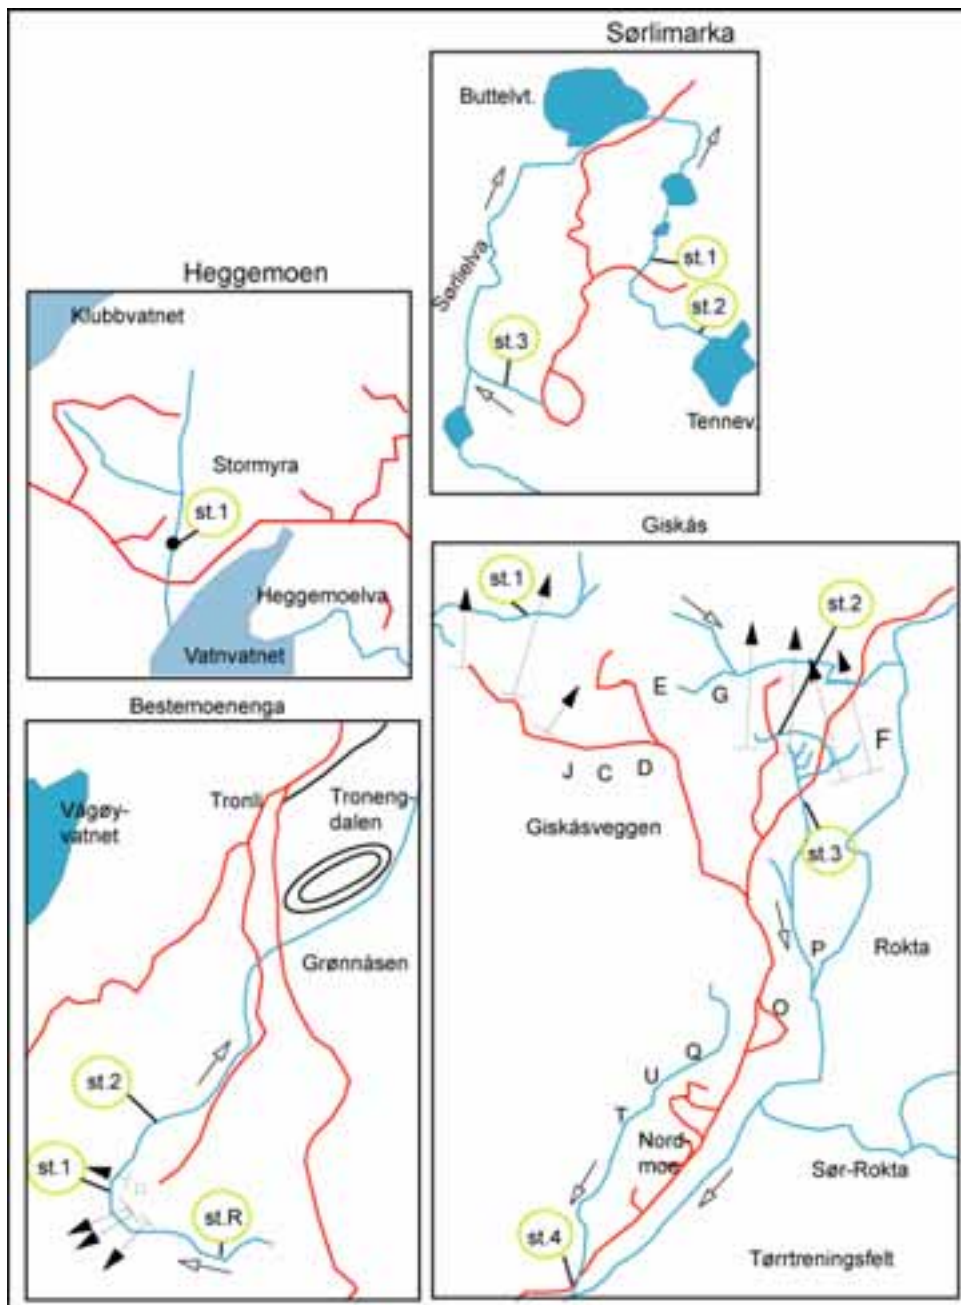 Sørlimarka
Buttelvt.
Sørlielva
st.1
st.2
st.3
Tennev.
Heggemoen
Klubbvatnet
Stormyra
st.1
Heggemoelva
Vatnvatnet
Giskås
st.1
st.2
E
G
F
J
C
D
Giskåsveggen
st.3
P
Rokta
O
Q
U
T
Nord-
moe
Sør-Rokta
st.4
Tørrtreningsfelt
Bestemoenenga
Vågøy-
vatnet
Tronli
Troneng-
dalen
Grønnåsen
st.2
st.1
st.R